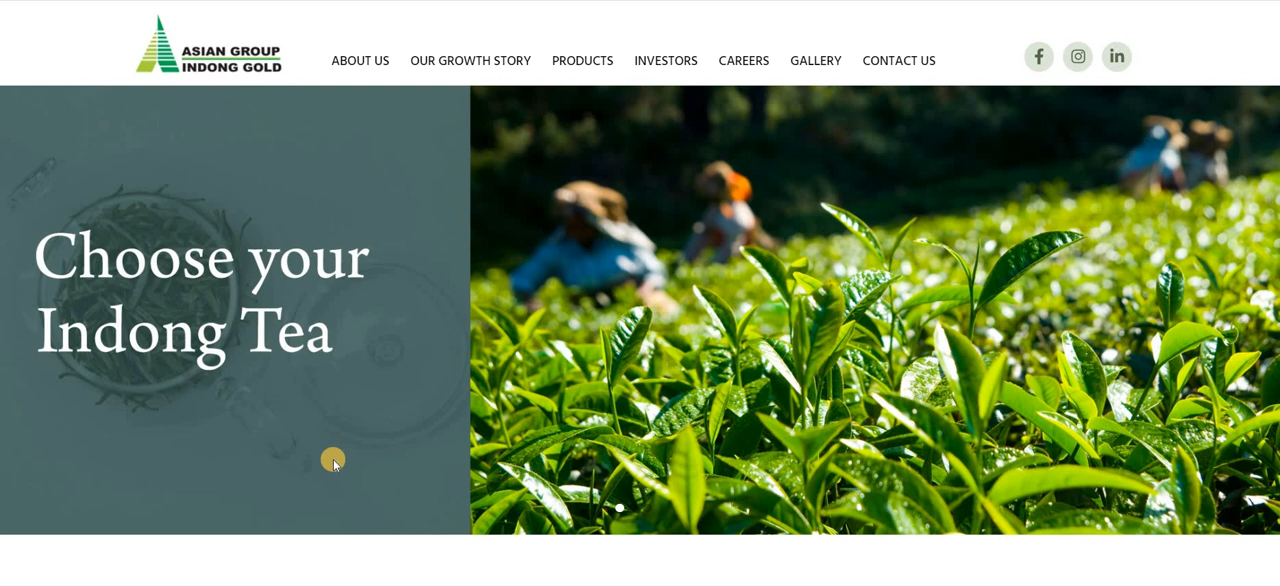 ASIAN GROUP
INDONG GOLD
ABOUT US OUR GROWTH STORY PRODUCTS INVESTORS CAREERS GALLERY CONTACT US
Choose your
Indong Tea